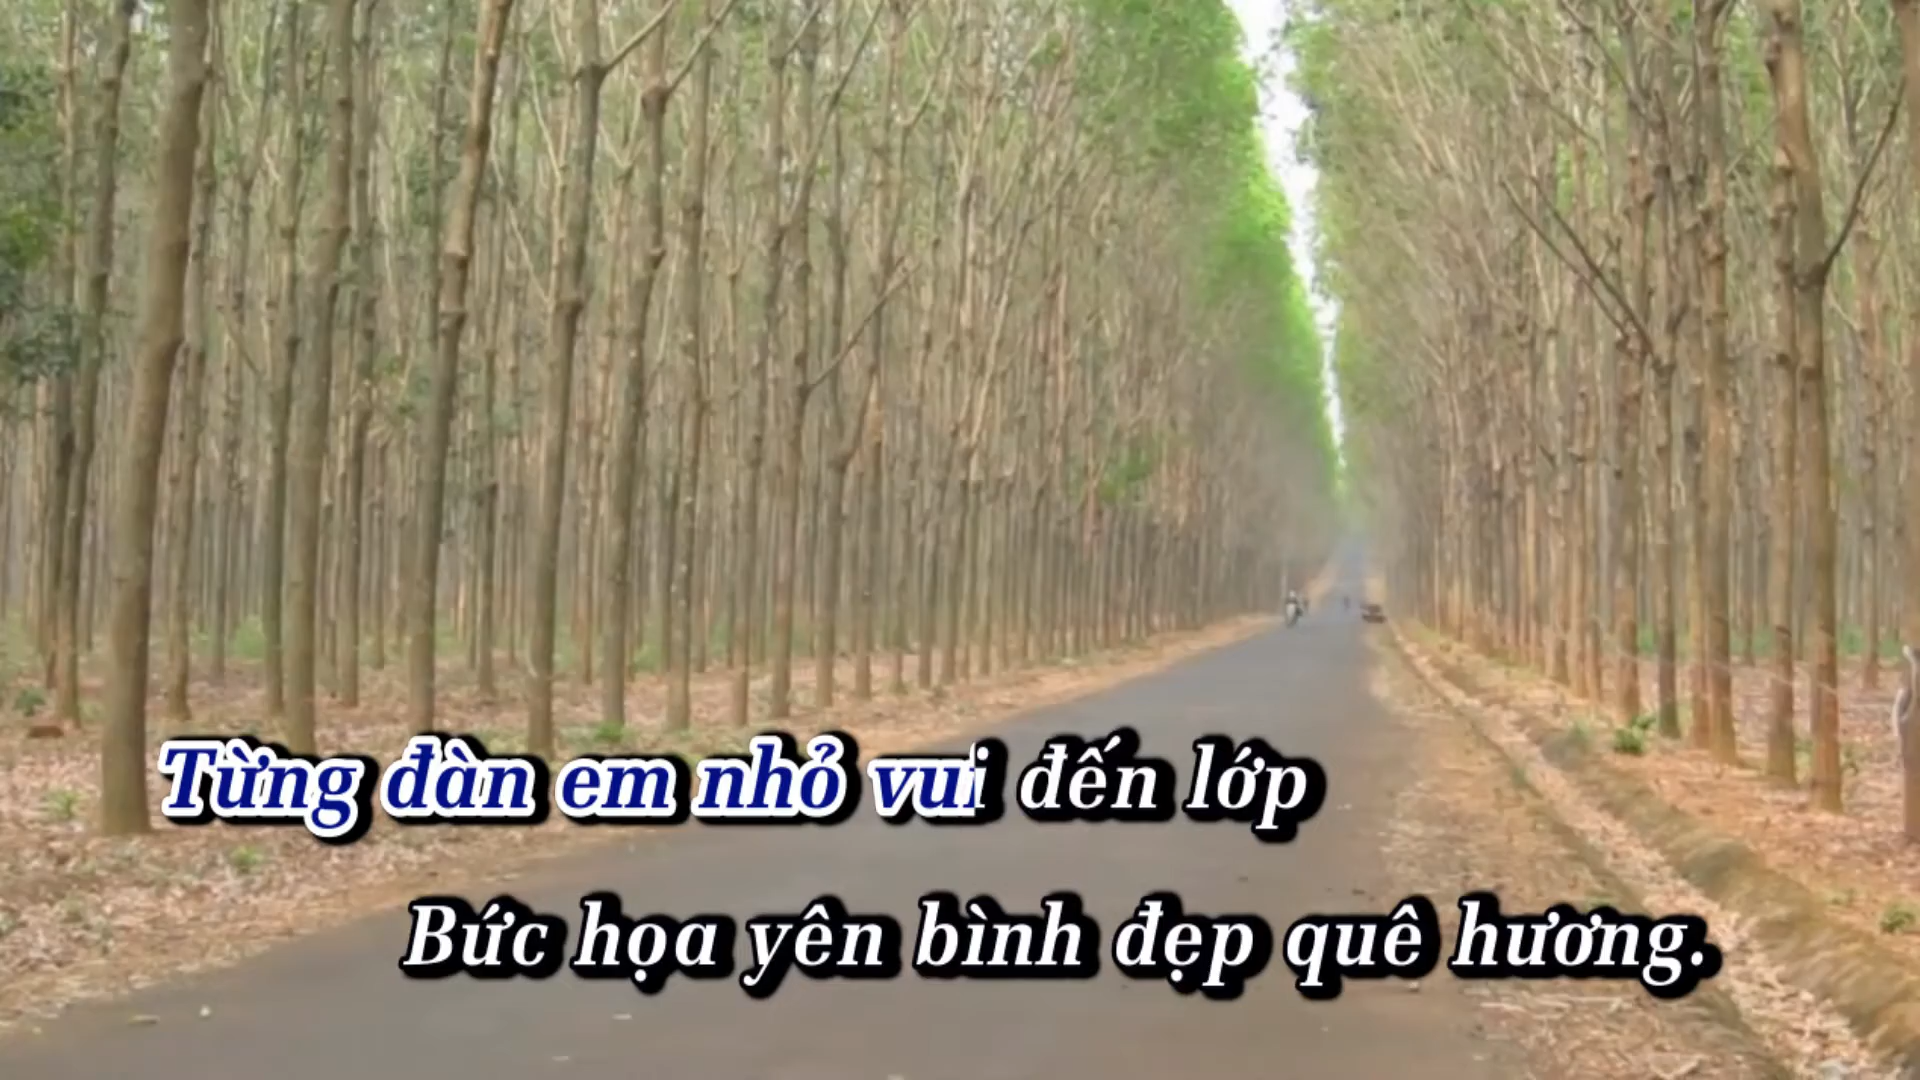 Từng đàn em nhỏ vui đến lớp
Bức họa yên bình đẹp quê hương.